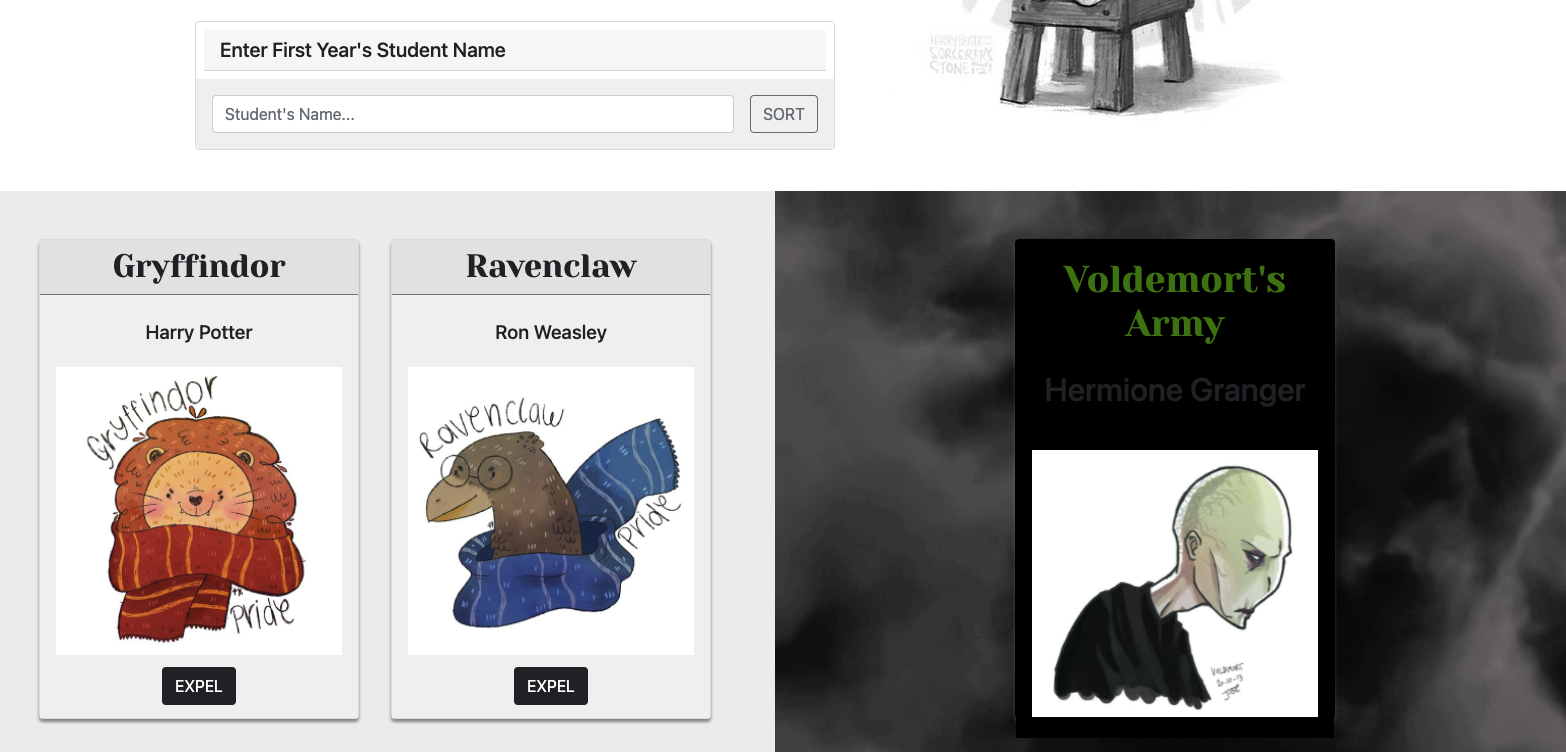 HARRY POTTER
SORCERER'S
STONE
Enter First Year's Student Name
Student's Name...
SORT
Gryffindor
Harry Potter
Gryffindor
Pride
EXPEL
Ravenclaw
Ron Weasley
Ravenclaw
Pride
EXPEL
Voldemort's
Army
Hermione Granger
VOLDEMORT